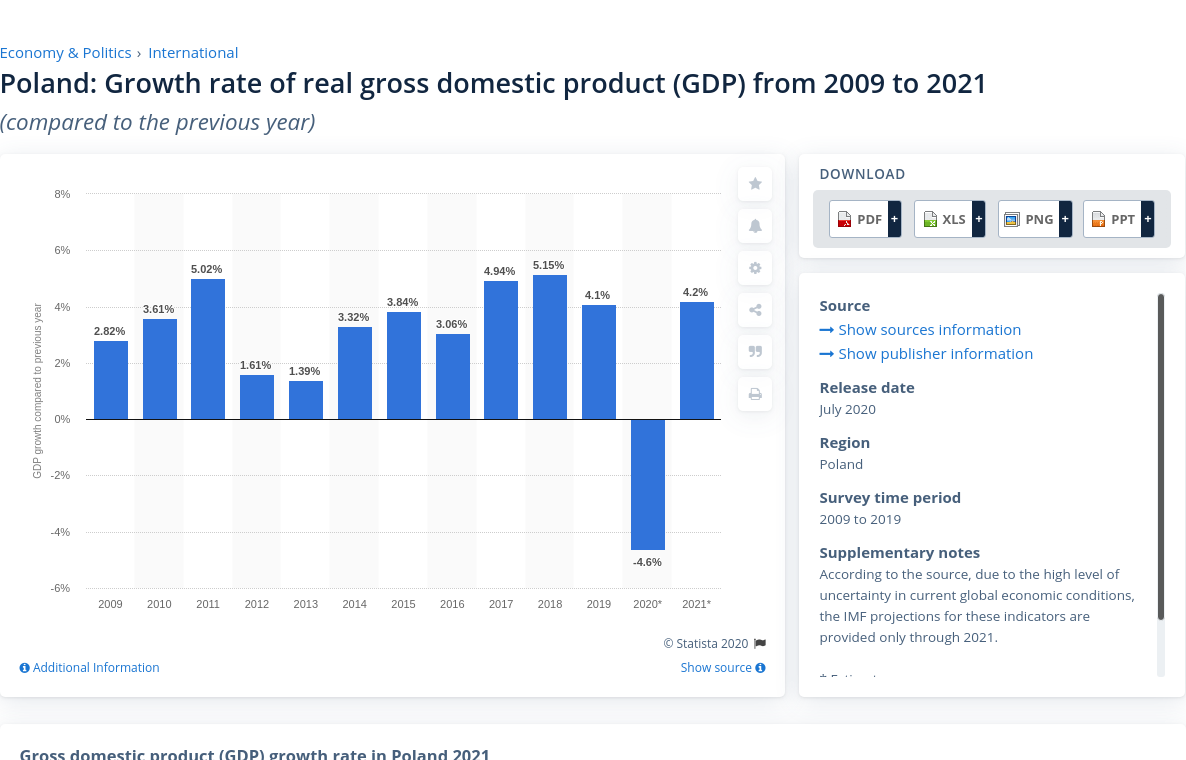 Economy & Politics › International
Poland: Growth rate of real gross domestic product (GDP) from 2009 to 2021
(compared to the previous year)
GDP growth compared to previous year
8%
6%
4%
2%
0%
-2%
-4%
-6%
2.82%
3.61%
5.02%
1.61%
1.39%
3.32%
3.84%
3.06%
4.94%
5.15%
4.1%
-4.6%
4.2%
2009 2010 2011 2012 2013 2014 2015 2016 2017 2018 2019 2020* 2021*
© Statista 2020
Additional Information
Show source
DOWNLOAD
PDF + XLS + PNG + PPT +
Source
Show sources information
Show publisher information
Release date
July 2020
Region
Poland
Survey time period
2009 to 2019
Supplementary notes
According to the source, due to the high level of
uncertainty in current global economic conditions,
the IMF projections for these indicators are
provided only through 2021.
Gross domestic product (GDP) growth rate in Poland 2021